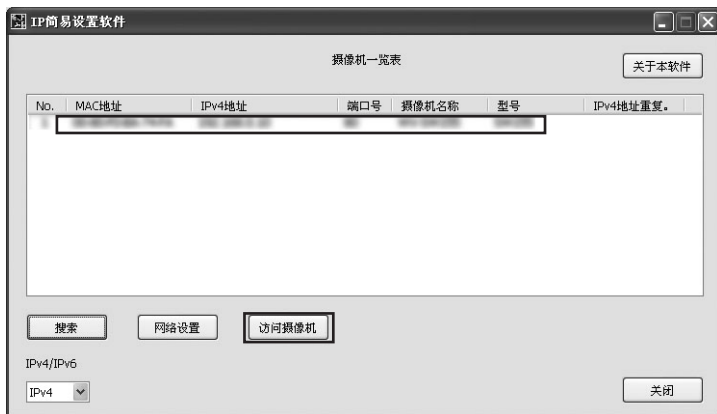 IP简易设置软件
摄像机一览表
关于本软件
No. MAC地址 IPv4地址 端口号 摄像机名称 型号 IPv4地址重复。
搜索 网络设置 访问摄像机
IPv4/IPv6
IPv4 关闭